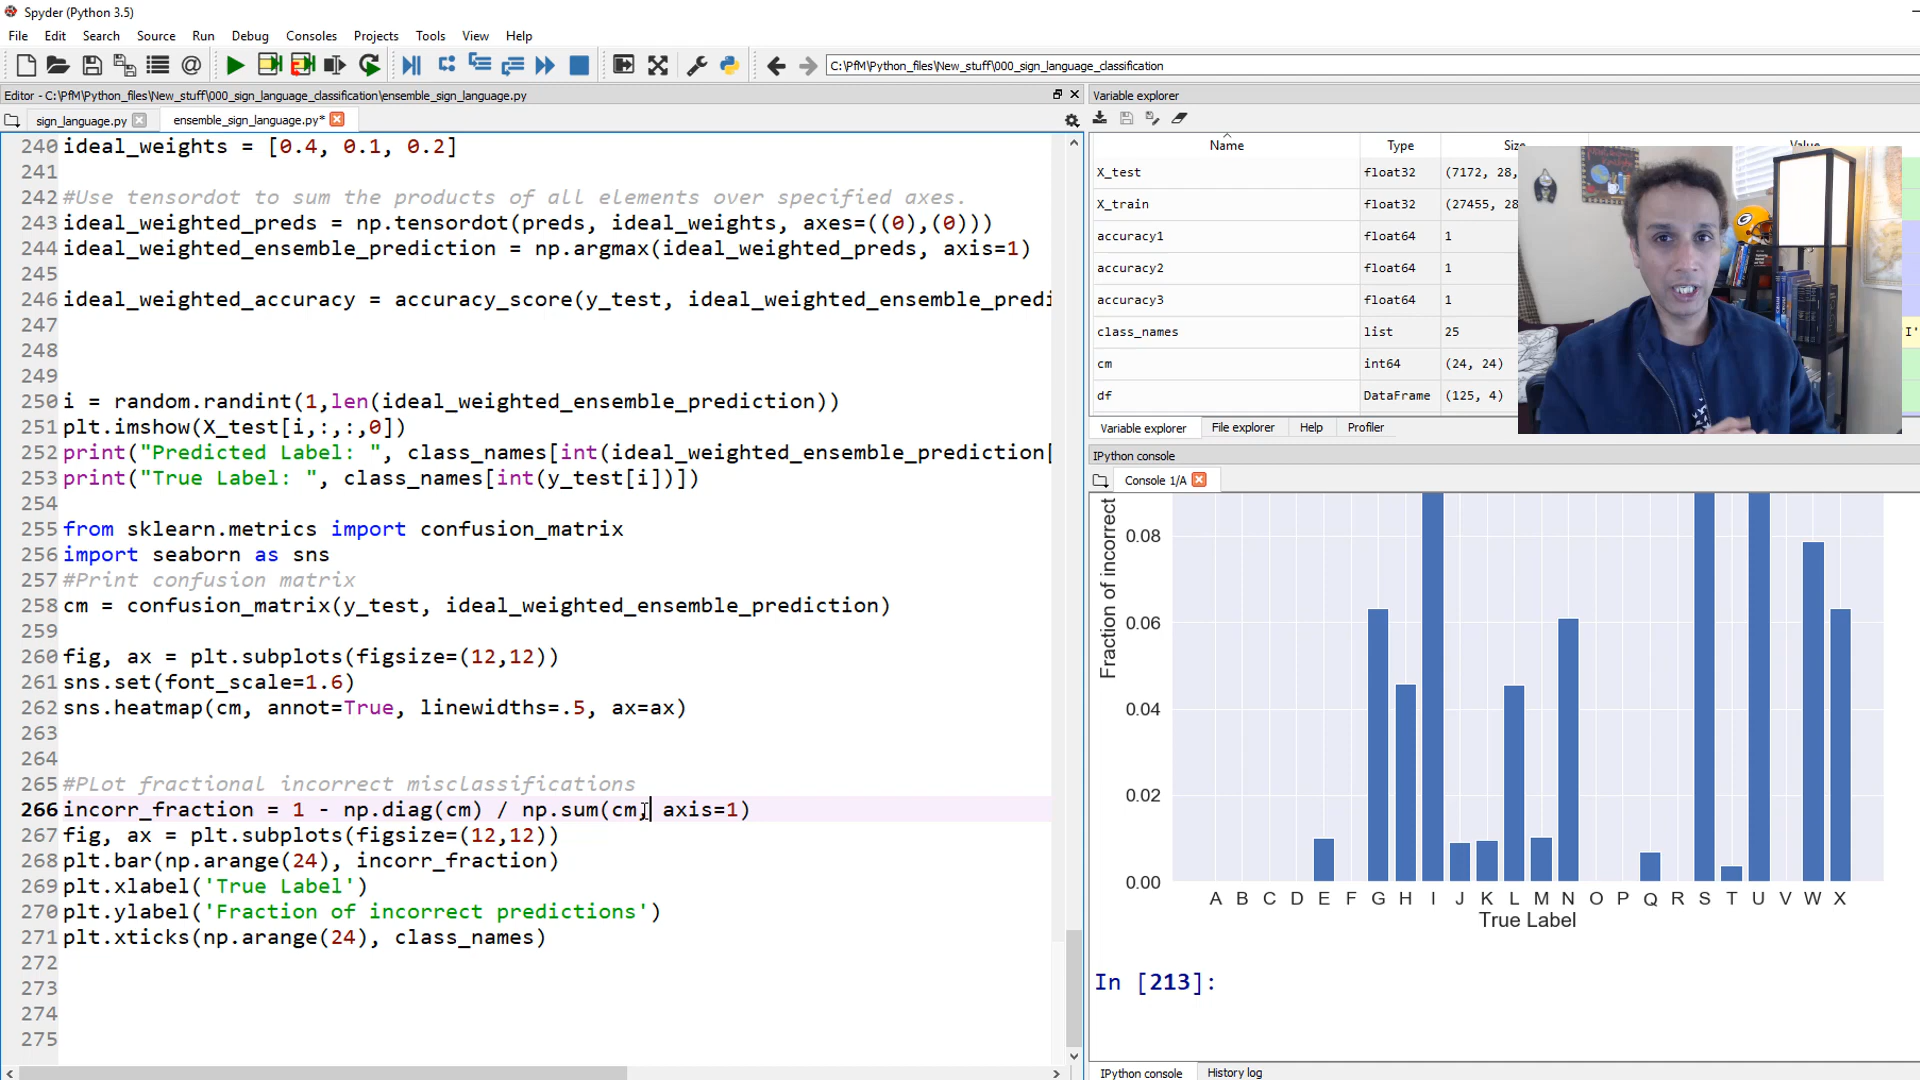 Spyder (Python 3.5)
File Edit Search Source Run Debug Consoles Projects Tools View Help
C:\PfM\Python_files\New_stuff\000_sign_language_classification
Editor - C:\PfM\Python_files\New_stuff\000_sign_language_classification\ensemble_sign_language.py
sign_language.py ensemble_sign_language.py*
240 ideal_weights = [0.4, 0.1, 0.2]
241
242 #Use tensordot to sum the products of all elements over specified axes.
243 ideal_weighted_preds = np.tensordot(preds, ideal_weights, axes=((0),(0)))
244 ideal_weighted_ensemble_prediction = np.argmax(ideal_weighted_preds, axis=1)
245
246 ideal_weighted_accuracy = accuracy_score(y_test, ideal_weighted_ensemble_predi
247
248
249
250 i = random.randint(1,len(ideal_weighted_ensemble_prediction))
251 plt.imshow(X_test[i,:,:,0])
252 print("Predicted Label: ", class_names[int(ideal_weighted_ensemble_prediction[
253 print("True Label: ", class_names[int(y_test[i])])
254
255 from sklearn.metrics import confusion_matrix
256 import seaborn as sns
257 #Print confusion matrix
258 cm = confusion_matrix(y_test, ideal_weighted_ensemble_prediction)
259
260 fig, ax = plt.subplots(figsize=(12,12))
261 sns.set(font_scale=1.6)
262 sns.heatmap(cm, annot=True, linewidths=.5, ax=ax)
263
264
265 #PLot fractional incorrect misclassifications
266 incorr_fraction = 1 - np.diag(cm) / np.sum(cm, axis=1)
267 fig, ax = plt.subplots(figsize=(12,12))
268 plt.bar(np.arange(24), incorr_fraction)
269 plt.xlabel('True Label')
270 plt.ylabel('Fraction of incorrect predictions')
271 plt.xticks(np.arange(24), class_names)
272
273
274
275
Variable explorer
Name Type Size
X_test float32 (7172, 28,
X_train float32 (27455, 28
accuracy1 float64 1
accuracy2 float64 1
accuracy3 float64 1
class_names list 25 I'
cm int64 (24, 24)
df DataFrame (125, 4)
Variable explorer File explorer Help Profiler
IPython console
Console 1/A
Fraction of incorrect
0.08
0.06
0.04
0.02
0.00
A B C D E F G H I J K L M N O P Q R S T U V W X
True Label
In [213]:
IPython console History log